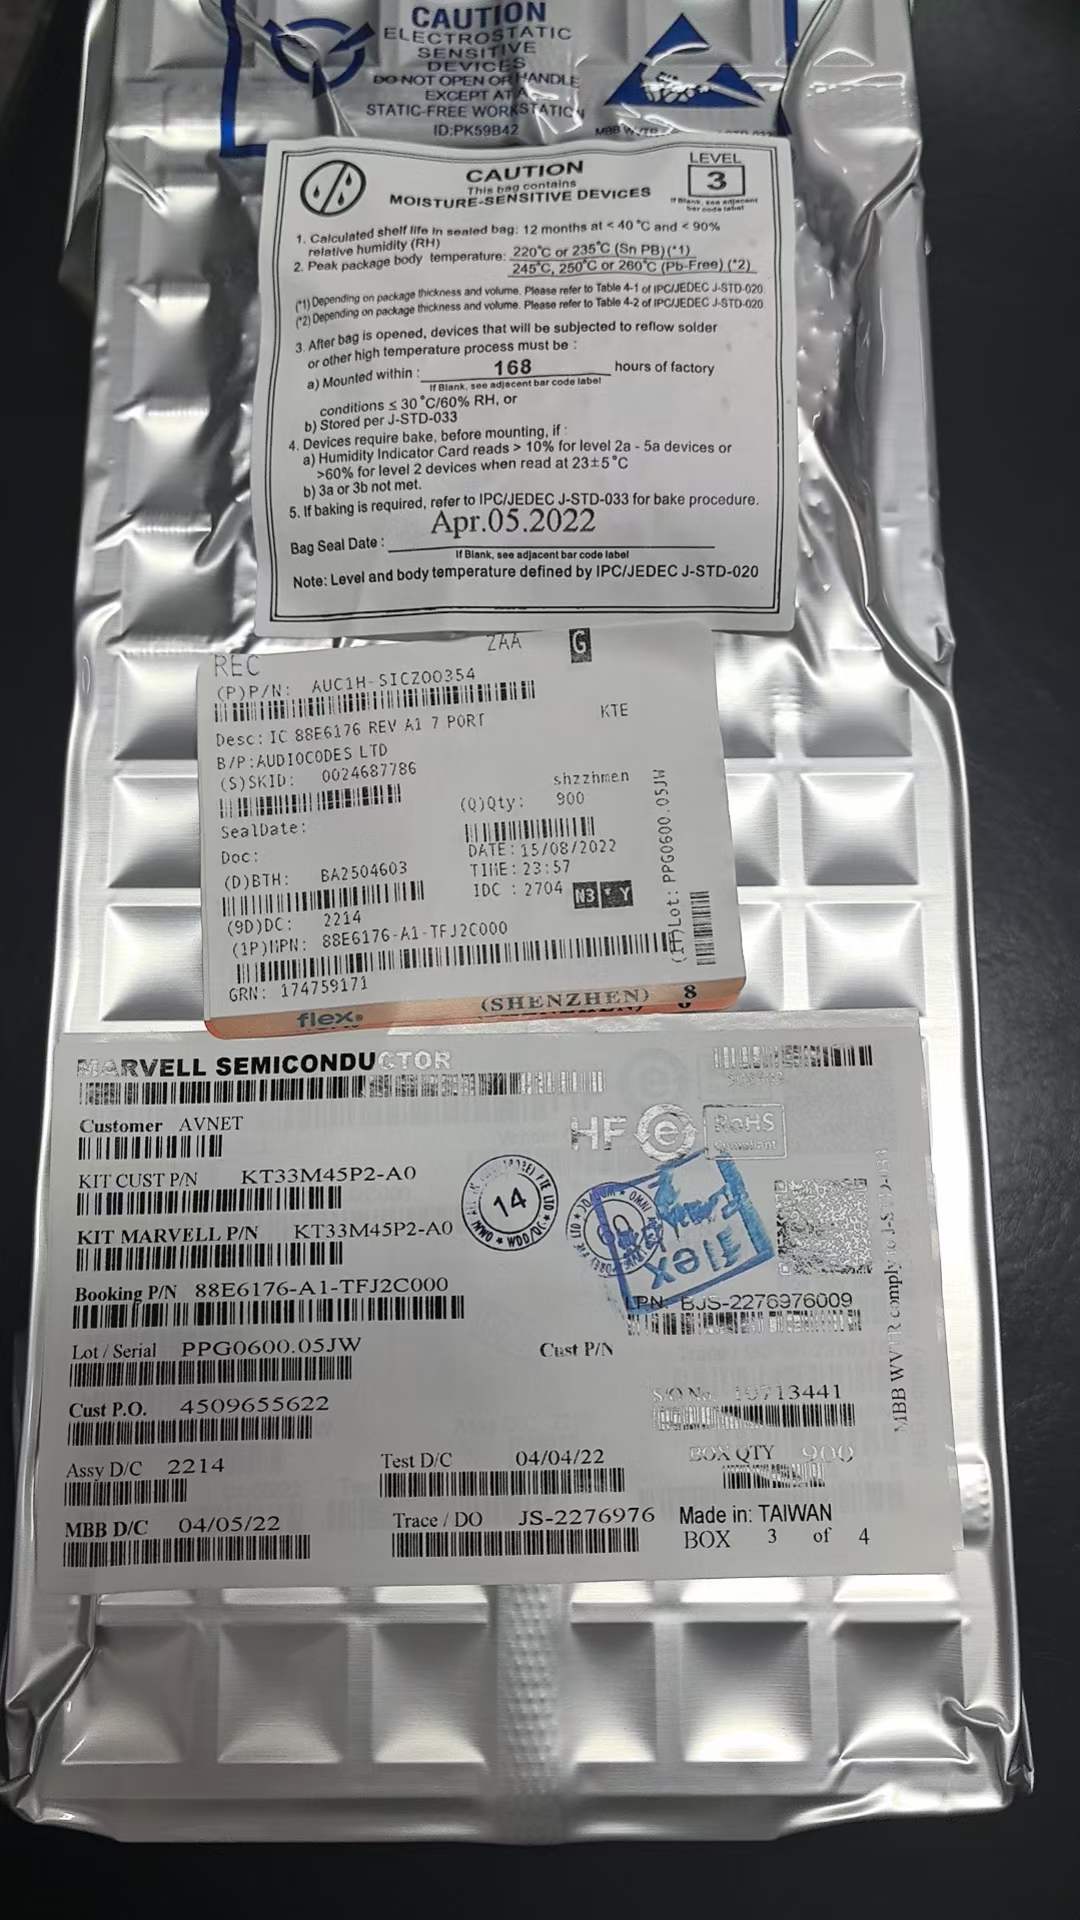 CAUTION
ELECTROSTATIC
SENSITIVE
DEVICES
DO NOT OPEN OR HANDLE
EXCEPT AT A
STATIC-FREE WORKSTATION
ID:PK59B42
CAUTION
This bag contains
MOISTURE-SENSITIVE DEVICES
LEVEL
3
If Blank, see adjacent
bar code label
1. Calculated shelf life in sealed bag: 12 months at < 40 °C and < 90%
relative humidity (RH)
2. Peak package body temperature: 220°C or 235°C (Sn PB)(*1)
245°C, 250°C or 260°C (Pb-Free) (*2)
(*1) Depending on package thickness and volume. Please refer to Table 4-1 of IPC/JEDEC J-STD-020.
(*2) Depending on package thickness and volume. Please refer to Table 4-2 of IPC/JEDEC J-STD-020
3. After bag is opened, devices that will be subjected to reflow solder
or other high temperature process must be :
a) Mounted within : 168 hours of factory
If Blank, see adjacent bar code label
conditions ≤ 30 °C/60% RH, or
b) Stored per J-STD-033
4. Devices require bake, before mounting, if :
a) Humidity Indicator Card reads > 10% for level 2a - 5a devices or
>60% for level 2 devices when read at 23±5°C
b) 3a or 3b not met.
5. If baking is required, refer to IPC/JEDEC J-STD-033 for bake procedure.
Bag Seal Date : Apr.05.2022
If Blank, see adjacent bar code label
Note: Level and body temperature defined by IPC/JEDEC J-STD-020
REC ZAA G
(P)P/N: AUC1H-SICZ00354
Desc: IC 88E6176 REV A1 7 PORT KTE
B/P:AUDIOCODES LTD
(S)SKID: 0024687786 shzzhmen
(Q)Qty: 900
SealDate:
Doc: DATE:15/08/2022
(D)BTH: BA2504603 TIME:23:57
IDC : 2704 N3 Y
(9D)DC: 2214
(1P)MPN: 88E6176-A1-TFJ2C000
GRN: 174759171
Lot: PPG0600.05JW
flex (SHENZHEN) 8
MARVELL SEMICONDUCTOR
Customer AVNET
HF e RoHS
Compliant
KIT CUST P/N KT33M45P2-A0
14
KIT MARVELL P/N KT33M45P2-A0
flex
Booking P/N 88E6176-A1-TFJ2C000
LPN: BJS-2276976009
Lot / Serial PPG0600.05JW
Cust P/N
Cust P.O. 4509655622
S/O No. 713441
Assy D/C 2214
Test D/C 04/04/22
BOX QTY 900
MBB D/C 04/05/22
Trace / DO JS-2276976
Made in: TAIWAN
BOX 3 of 4